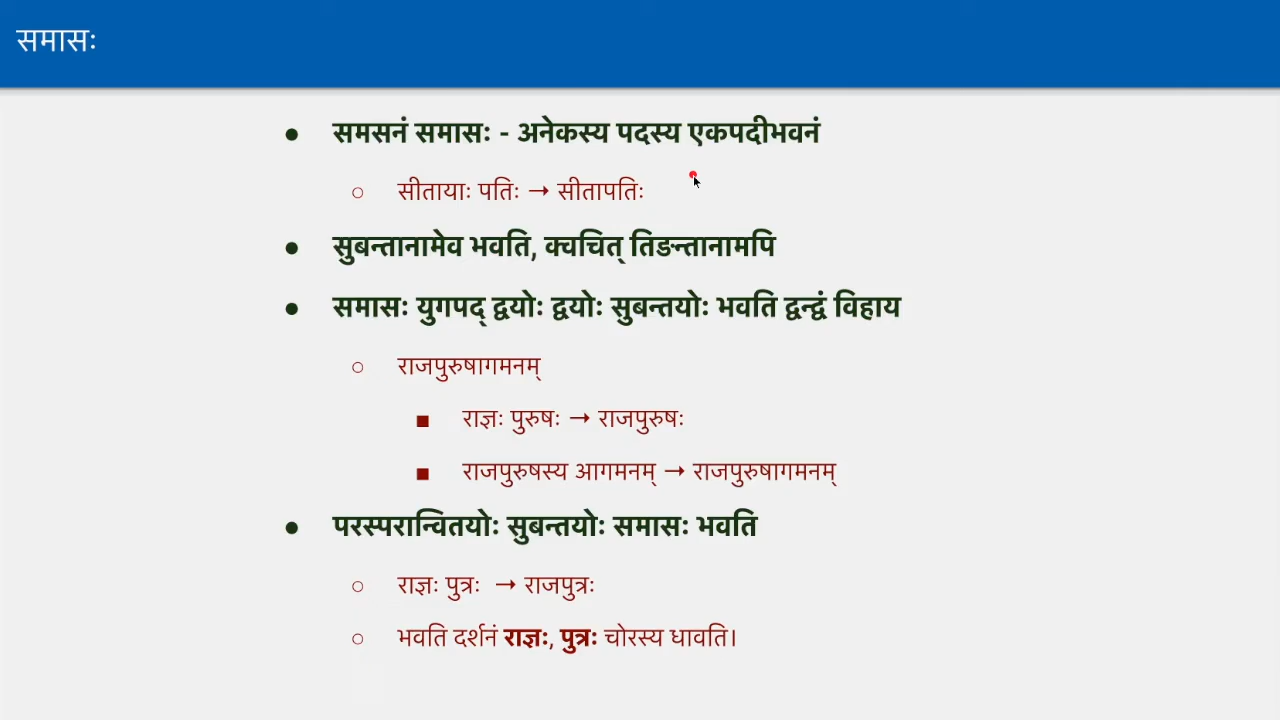 समासः
● समसनं समासः - अनेकस्य पदस्य एकपदीभवनं
○ सीतायाः पतिः → सीतापतिः
● सुबन्तानामेव भवति, क्वचित् तिङन्तानामपि
● समासः युगपद् द्वयोः द्वयोः सुबन्तयोः भवति द्वन्द्वं विहाय
○ राजपुरुषागमनम्
■ राज्ञः पुरुषः → राजपुरुषः
■ राजपुरुषस्य आगमनम् → राजपुरुषागमनम्
● परस्परान्वितयोः सुबन्तयोः समासः भवति
○ राज्ञः पुत्रः → राजपुत्रः
○ भवति दर्शनं राज्ञः, पुत्रः चोरस्य धावति।